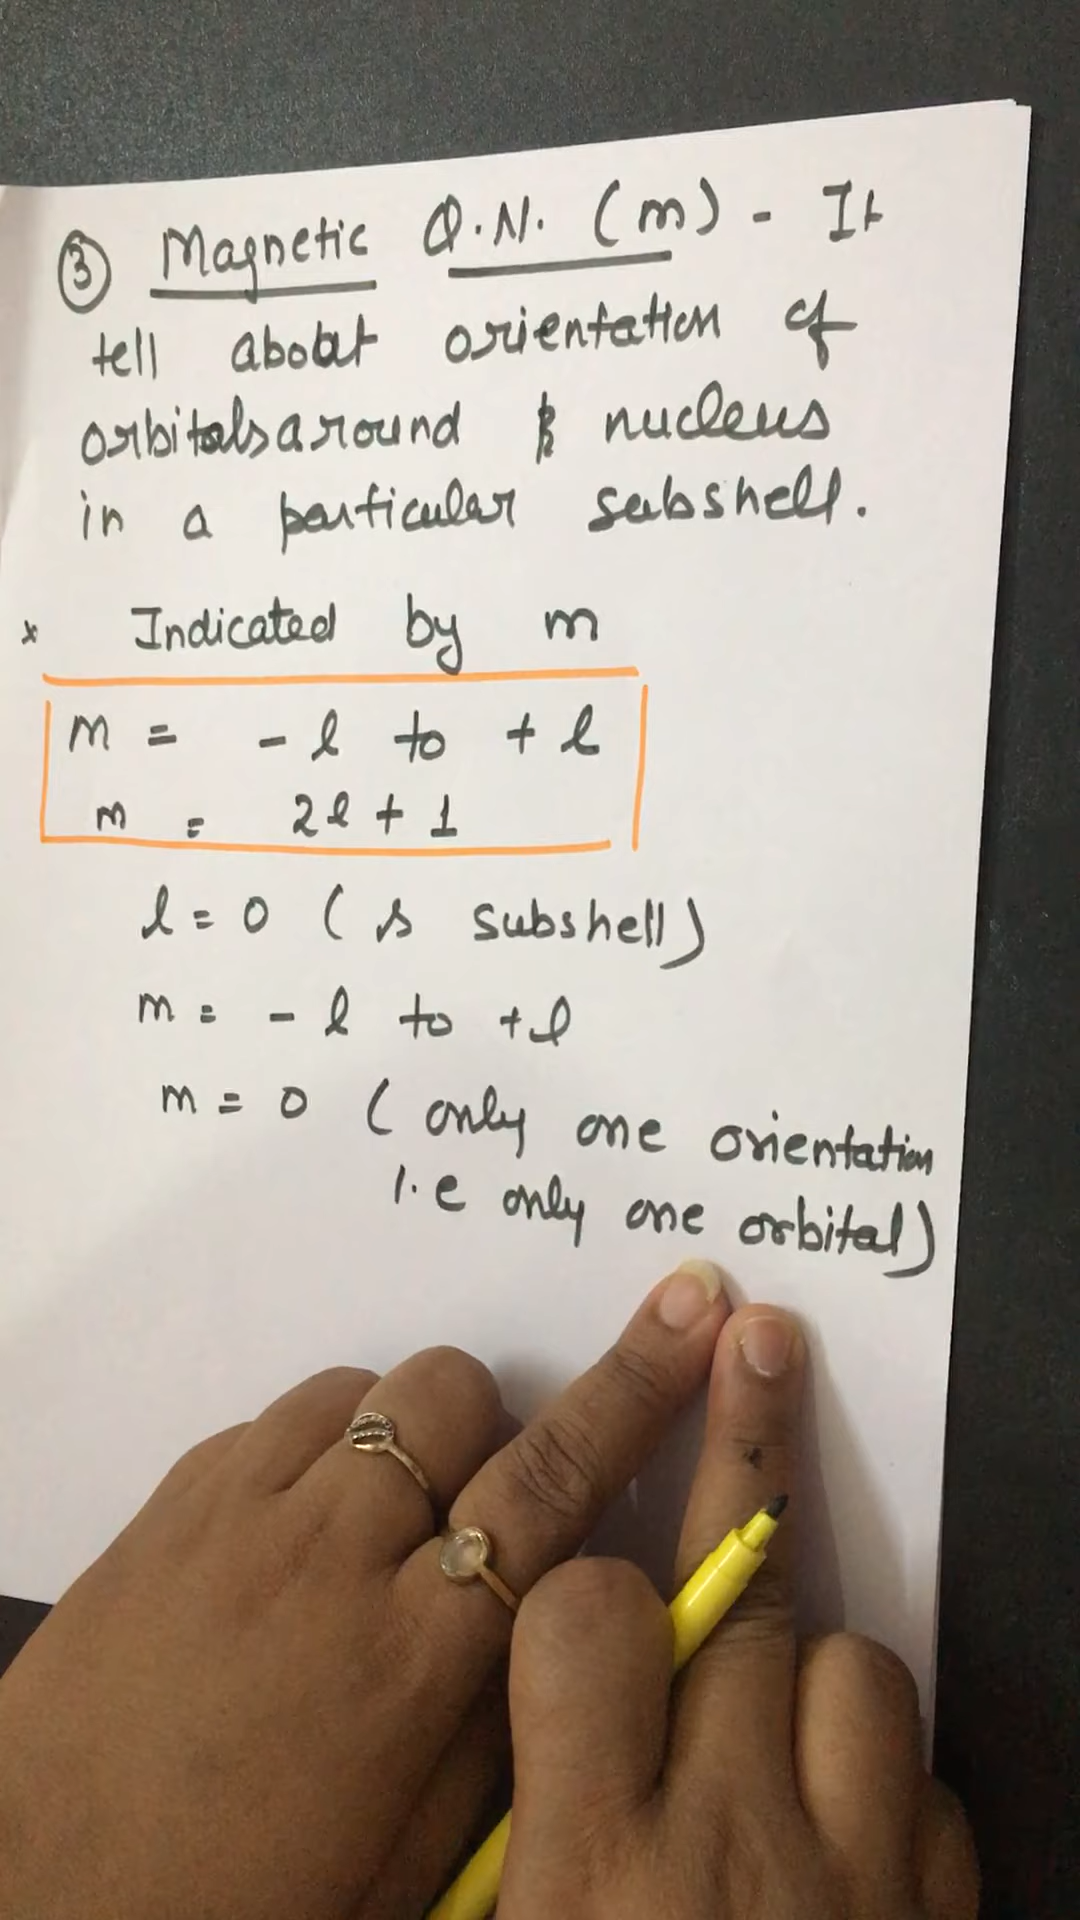 ③ Magnetic Q.N. (m) - It
tell about orientation of
orbitals around nucleus
in a particular subshell.
* Indicated by m
m = - l to + l
m = 2l + 1
l = 0 ( s subshell)
m = - l to +l
m = 0 ( only one orientation
i.e only one orbital)